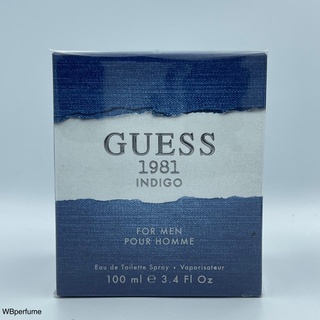 GUESS
1981
INDIGO
FOR MEN
POUR HOMME
Eau de Toilette Spray • Vaporisateur
100 ml ℮ 3.4 Fl Oz
WBperfume